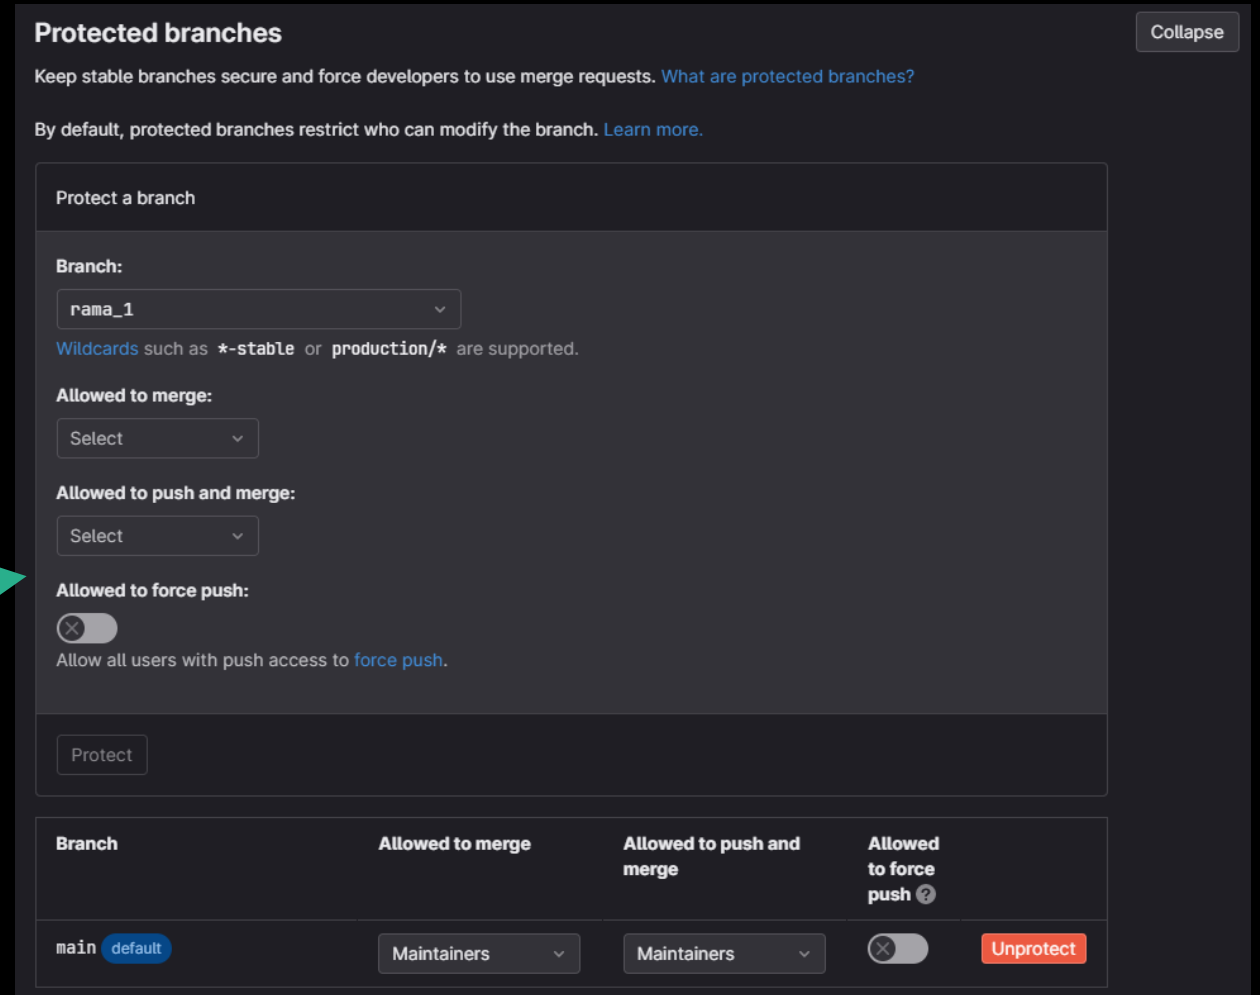 Protected branches
Collapse
Keep stable branches secure and force developers to use merge requests. What are protected branches?
By default, protected branches restrict who can modify the branch. Learn more.
Protect a branch
Branch:
rama_1
Wildcards such as *-stable or production/* are supported.
Allowed to merge:
Select
Allowed to push and merge:
Select
Allowed to force push:
Allow all users with push access to force push.
Protect
Branch
Allowed to merge
Allowed to push and
merge
Allowed
to force
push ?
main default
Maintainers
Maintainers
Unprotect